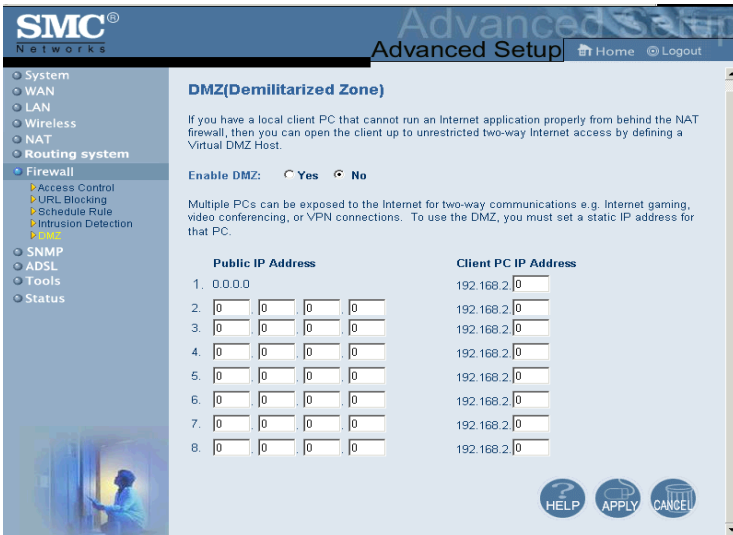 SMC®
Networks
Advanced Setup
Advanced Setup
Home
Logout
System
WAN
LAN
Wireless
NAT
Routing system
Firewall
Access Control
URL Blocking
Schedule Rule
Intrusion Detection
DMZ
SNMP
ADSL
Tools
Status
DMZ(Demilitarized Zone)
If you have a local client PC that cannot run an Internet application properly from behind the NAT
firewall, then you can open the client up to unrestricted two-way Internet access by defining a
Virtual DMZ Host.
Enable DMZ: Yes No
Multiple PCs can be exposed to the Internet for two-way communications e.g. Internet gaming,
video conferencing, or VPN connections. To use the DMZ, you must set a static IP address for
that PC.
Public IP Address Client PC IP Address
1. 0.0.0.0 192.168.2.0
2. 0.0.0.0 192.168.2.0
3. 0.0.0.0 192.168.2.0
4. 0.0.0.0 192.168.2.0
5. 0.0.0.0 192.168.2.0
6. 0.0.0.0 192.168.2.0
7. 0.0.0.0 192.168.2.0
8. 0.0.0.0 192.168.2.0
? HELP APPLY CANCEL